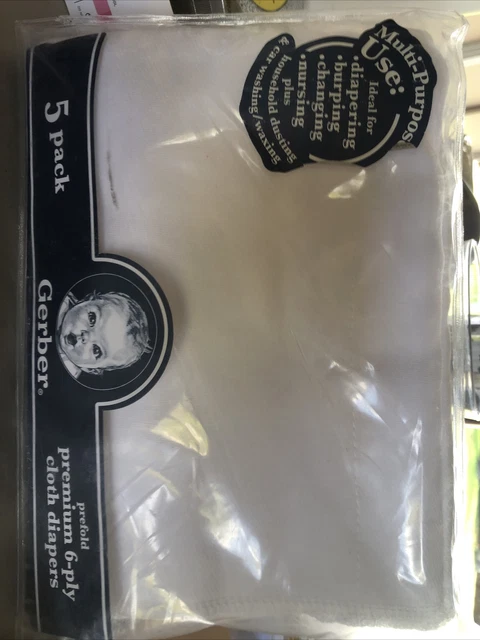 5 pack
Gerber®
prefold
premium 6-ply
cloth diapers
Multi-Purpos
Use:
Ideal for
•diapering
•burping
•changing
•nursing
plus
household dusting
& car washing/waxing